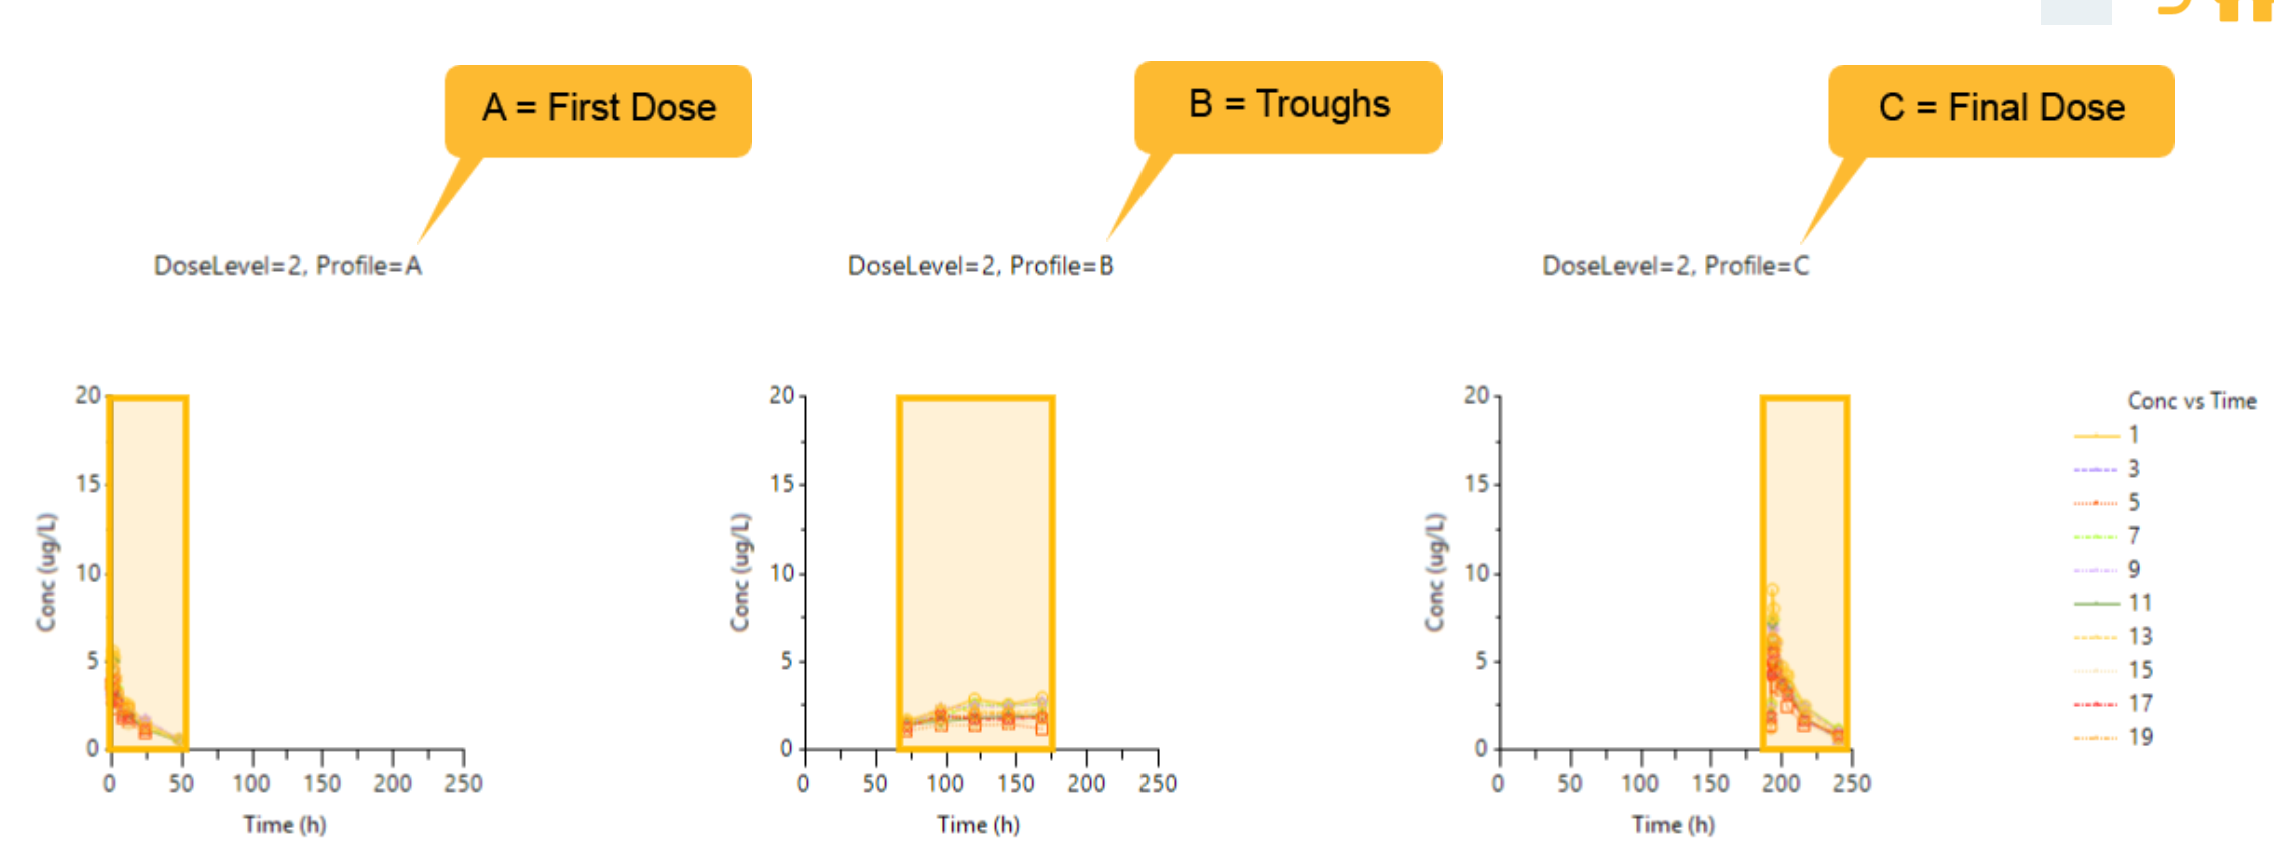 A = First Dose
B = Troughs
C = Final Dose
DoseLevel=2, Profile=A
DoseLevel=2, Profile=B
DoseLevel=2, Profile=C
20
15
10
5
0
Conc (ug/L)
0 50 100 150 200 250
Time (h)
20
15
10
5
0
Conc (ug/L)
0 50 100 150 200 250
Time (h)
20
15
10
5
0
Conc (ug/L)
0 50 100 150 200 250
Time (h)
Conc vs Time
1
3
5
7
9
11
13
15
17
19